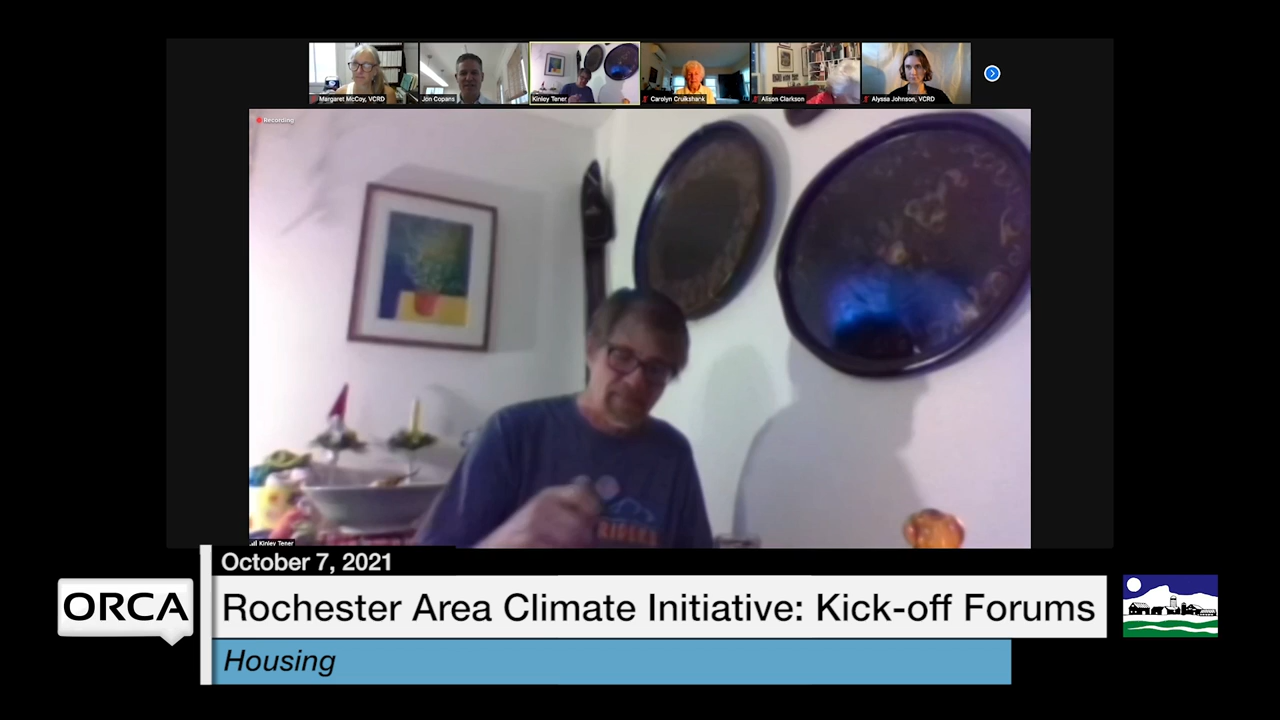 Margaret McCoy, VCRD
Jon Copans
Kinley Tener
Carolyn Cruikshank
Alison Clarkson
Alyssa Johnson, VCRD
Recording
Kinley Tener
October 7, 2021
ORCA
Rochester Area Climate Initiative: Kick-off Forums
Housing